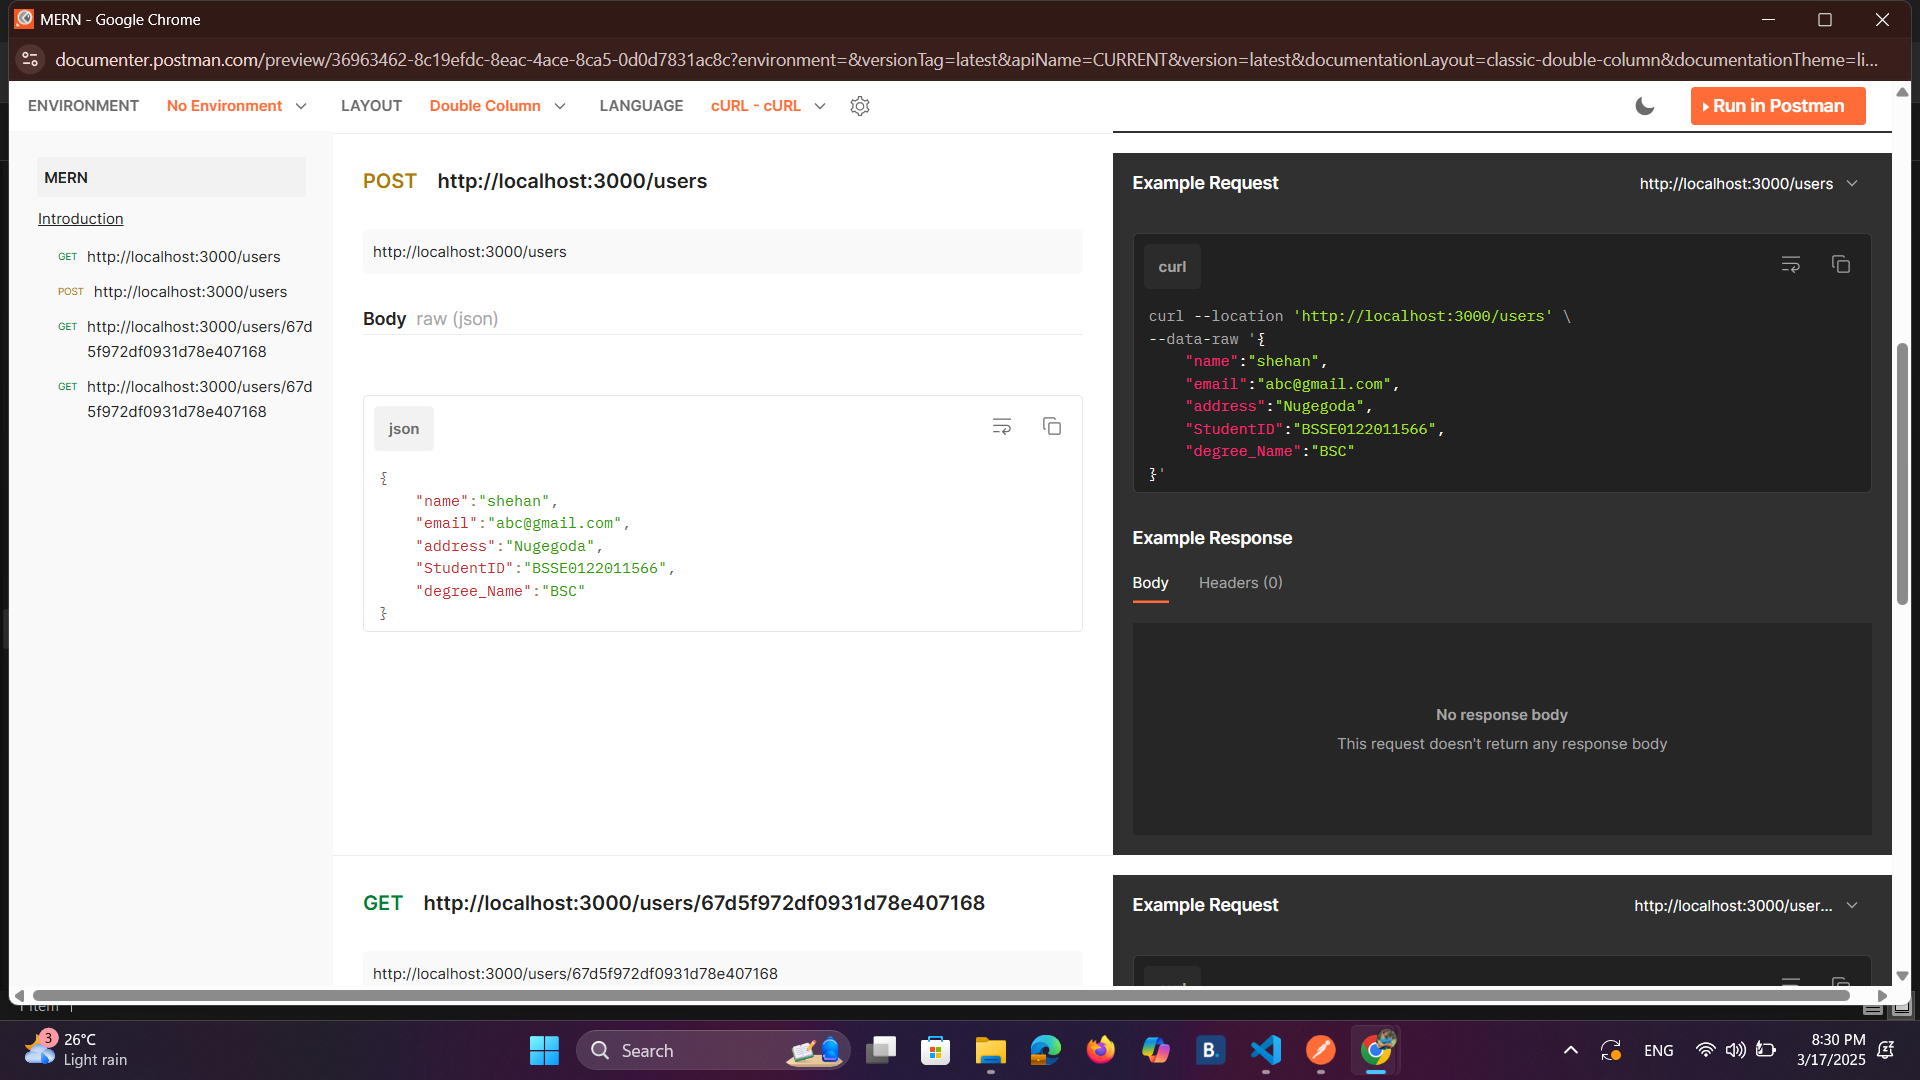 MERN - Google Chrome
documenter.postman.com/preview/36963462-8c19efdc-8eac-4ace-8ca5-0d0d7831ac8c?environment=&versionTag=latest&apiName=CURRENT&version=latest&documentationLayout=classic-double-column&documentationTheme=li...
ENVIRONMENT No Environment LAYOUT Double Column LANGUAGE cURL - cURL Run in Postman
MERN
Introduction
GET http://localhost:3000/users
POST http://localhost:3000/users
GET http://localhost:3000/users/67d
5f972df0931d78e407168
GET http://localhost:3000/users/67d
5f972df0931d78e407168
POST http://localhost:3000/users
http://localhost:3000/users
Body raw (json)
json
{
"name":"shehan",
"email":"abc@gmail.com",
"address":"Nugegoda",
"StudentID":"BSSE0122011566",
"degree_Name":"BSC"
}
GET http://localhost:3000/users/67d5f972df0931d78e407168
http://localhost:3000/users/67d5f972df0931d78e407168
Example Request http://localhost:3000/users
curl
curl --location 'http://localhost:3000/users' \
--data-raw '{
"name":"shehan",
"email":"abc@gmail.com",
"address":"Nugegoda",
"StudentID":"BSSE0122011566",
"degree_Name":"BSC"
}'
Example Response
Body Headers (0)
No response body
This request doesn't return any response body
Example Request http://localhost:3000/user...
1 item
3
26°C
Light rain
Search
B.
ENG
8:30 PM
3/17/2025